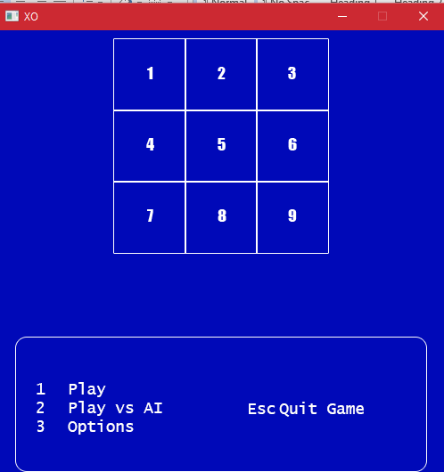 XO
1 2 3
4 5 6
7 8 9
1 Play
2 Play vs AI
3 Options
Esc Quit Game